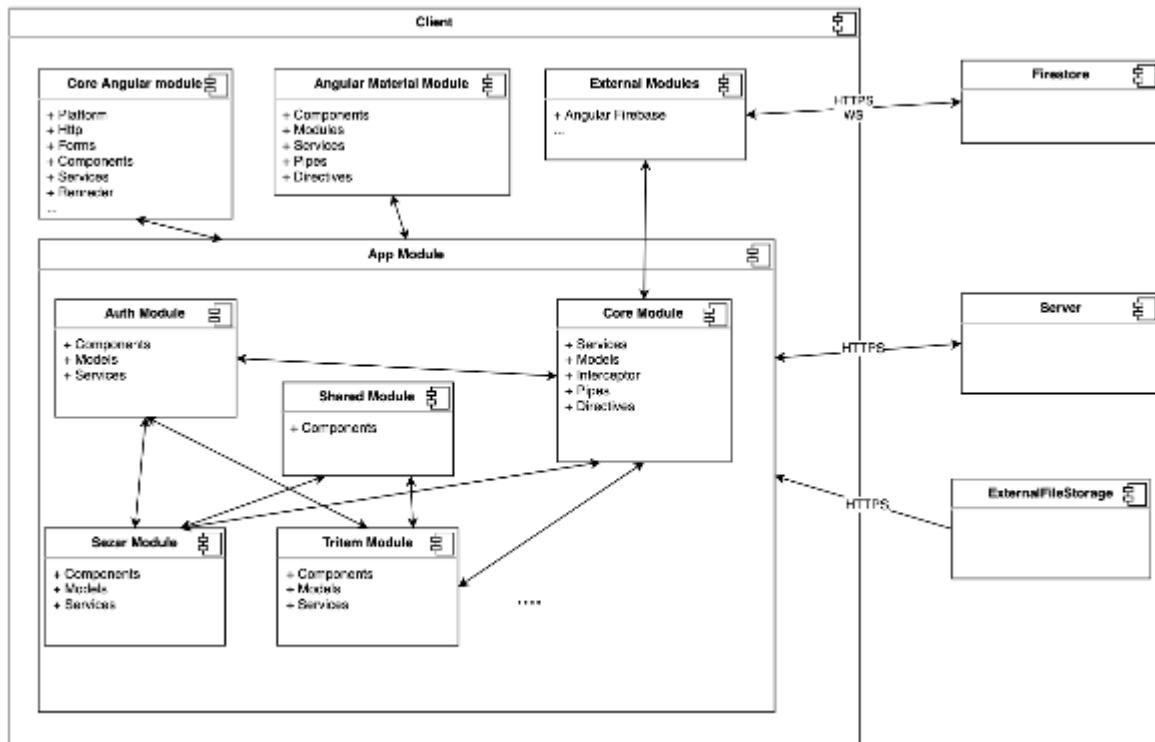 Client
Core Angular module
+ Platform
+ Http
+ Forms
+ Components
+ Services
+ Renreder
...
Angular Material Module
+ Components
+ Modules
+ Services
+ Pipes
+ Directives
External Modules
+ Angular Firebase
...
HTTPS
WS
Firestore
App Module
Auth Module
+ Components
+ Models
+ Services
Core Module
+ Services
+ Models
+ Interceptor
+ Pipes
+ Directives
HTTPS
Server
Shared Module
+ Components
HTTPS
ExternalFileStorage
Sezar Module
+ Components
+ Models
+ Services
Tritem Module
+ Components
+ Models
+ Services
....